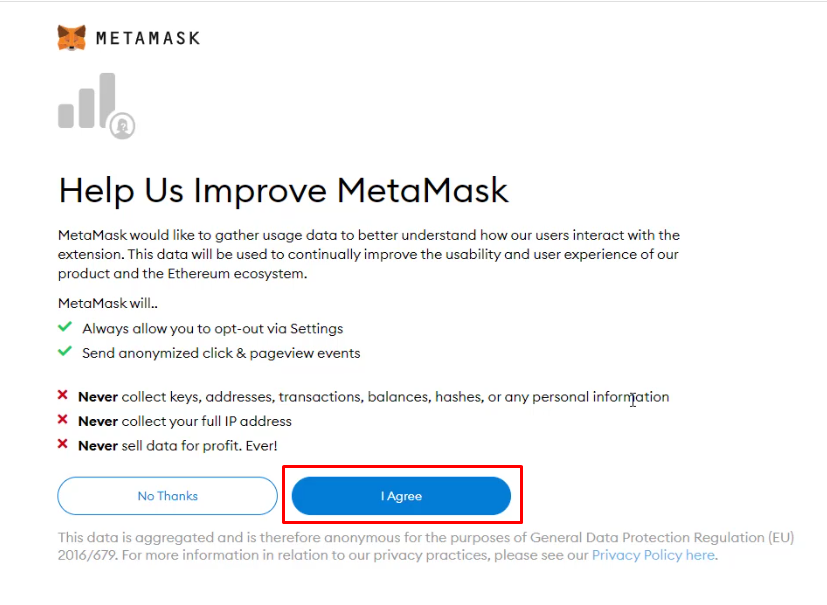 METAMASK
Help Us Improve MetaMask
MetaMask would like to gather usage data to better understand how our users interact with the
extension. This data will be used to continually improve the usability and user experience of our
product and the Ethereum ecosystem.
MetaMask will..
Always allow you to opt-out via Settings
Send anonymized click & pageview events
Never collect keys, addresses, transactions, balances, hashes, or any personal information
Never collect your full IP address
Never sell data for profit. Ever!
No Thanks
I Agree
This data is aggregated and is therefore anonymous for the purposes of General Data Protection Regulation (EU)
2016/679. For more information in relation to our privacy practices, please see our Privacy Policy here.